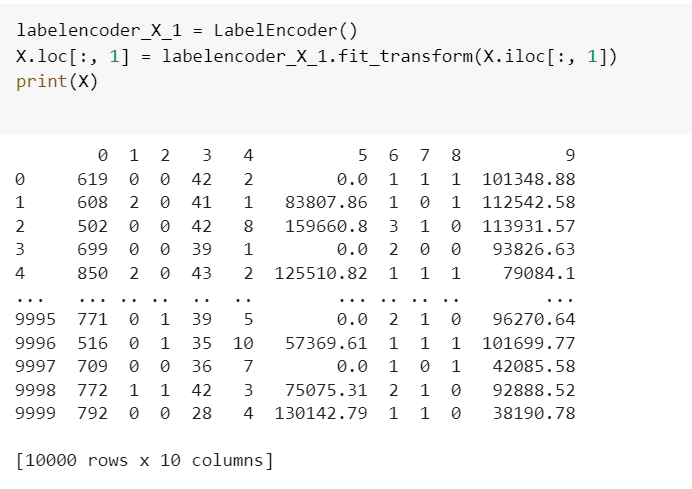 labelencoder_X_1 = LabelEncoder()
X.loc[:, 1] = labelencoder_X_1.fit_transform(X.iloc[:, 1])
print(X)
0 1 2 3 4 5 6 7 8 9
0 619 0 0 42 2 0.0 1 1 1 101348.88
1 608 2 0 41 1 83807.86 1 0 1 112542.58
2 502 0 0 42 8 159660.8 3 1 0 113931.57
3 699 0 0 39 1 0.0 2 0 0 93826.63
4 850 2 0 43 2 125510.82 1 1 1 79084.1
... ... .. .. .. .. ... .. .. .. ...
9995 771 0 1 39 5 0.0 2 1 0 96270.64
9996 516 0 1 35 10 57369.61 1 1 1 101699.77
9997 709 0 0 36 7 0.0 1 0 1 42085.58
9998 772 1 1 42 3 75075.31 2 1 0 92888.52
9999 792 0 0 28 4 130142.79 1 1 0 38190.78
[10000 rows x 10 columns]